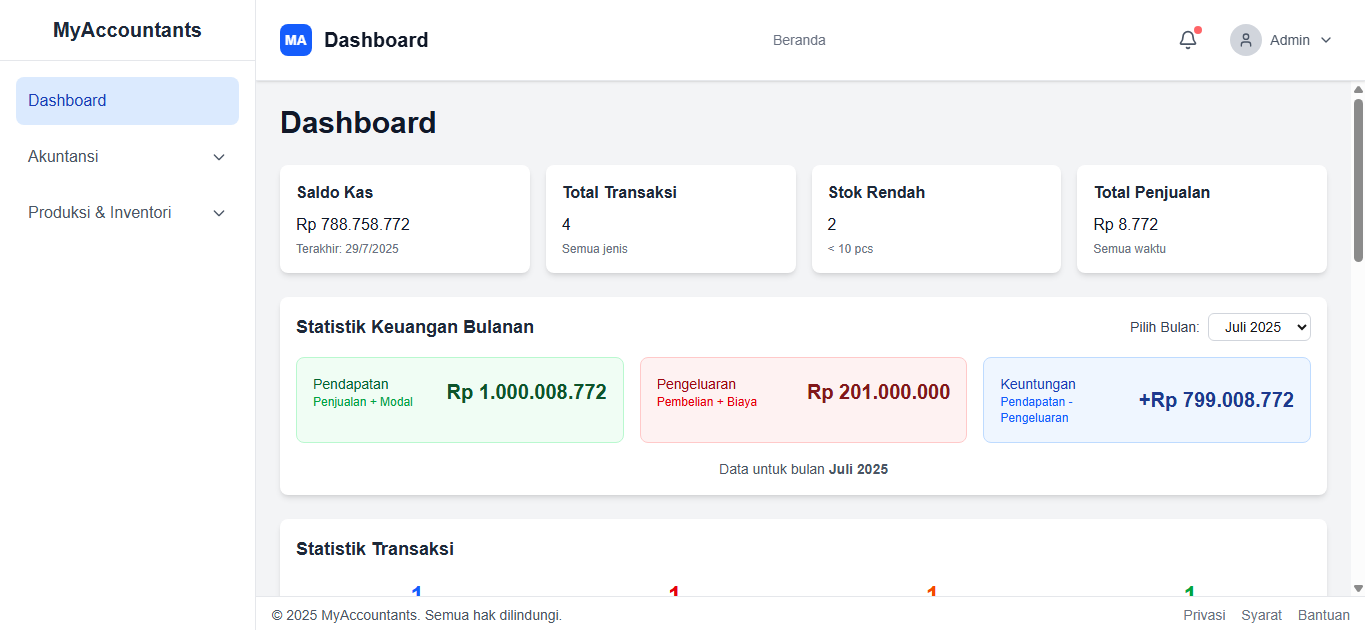 MyAccountants
MA Dashboard
Beranda
Admin
Dashboard
Akuntansi
Produksi & Inventori
Dashboard
Saldo Kas
Rp 788.758.772
Terakhir: 29/7/2025
Total Transaksi
4
Semua jenis
Stok Rendah
2
< 10 pcs
Total Penjualan
Rp 8.772
Semua waktu
Statistik Keuangan Bulanan
Pilih Bulan: Juli 2025
Pendapatan
Penjualan + Modal
Rp 1.000.008.772
Pengeluaran
Pembelian + Biaya
Rp 201.000.000
Keuntungan
Pendapatan -
Pengeluaran
+Rp 799.008.772
Data untuk bulan Juli 2025
Statistik Transaksi
1 1 1 1
© 2025 MyAccountants. Semua hak dilindungi.
Privasi Syarat Bantuan